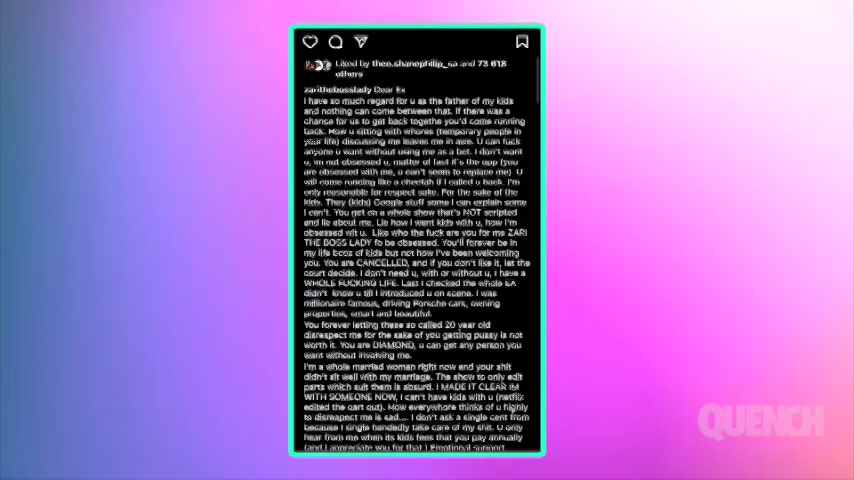 Liked by theo.shanephilip_sa and 73 618
others
zarithebosslady Dear Ex
I have so much regard for u as the father of my kids
and nothing can come between that. If there was a
chance for us to get back togethe you'd come running
back. How u sitting with whores (temporary people in
your life) discussing me leaves me in awe. U can fuck
anyone u want without using me as a bet. I don't want
u, im not obsessed u, matter of fact it's the opp (you
are obsessed with me, u can't seem to replace me) U
will come running like a cheetah if I called u back. I'm
only reasonable for respect sake. For the sake of the
kids. They (kids) Google stuff some I can explain some
I can't. You get on a whole show that's NOT scripted
and lie about me. Lie how I want kids with u, how I'm
obsessed wit u. Like who the fuck are you for me ZARI
THE BOSS LADY to be obsessed. You'll forever be in
my life becz of kids but not how I've been welcoming
you. You are CANCELLED, and if you don't like it, let the
court decide. I don't need u, with or without u, i have a
WHOLE FUCKING LIFE. Last I checked the whole EA
didn't know u till I introduced u on scene. I was
millionaire famous, driving Porsche cars, owning
properties, smart and beautiful.
You forever letting these so called 20 year old
disrespect me for the sake of you getting pussy is not
worth it. You are DIAMOND, u can get any person you
want without involving me.
I'm a whole married woman right now and your shit
didn't sit well with my marriage. The show to only edit
parts which suit them is absurd. I MADE IT CLEAR IM
WITH SOMEONE NOW, I can't have kids with u (netflix
edited the part out). How everywhere thinks of u highly
to disrespect me is sad.... I don't ask a single cent from
because I single handedly take care of my shit. U only
hear from me when its kids fees that you pay annually
(and I appreciate you for that ) Emotional support
QUENCH